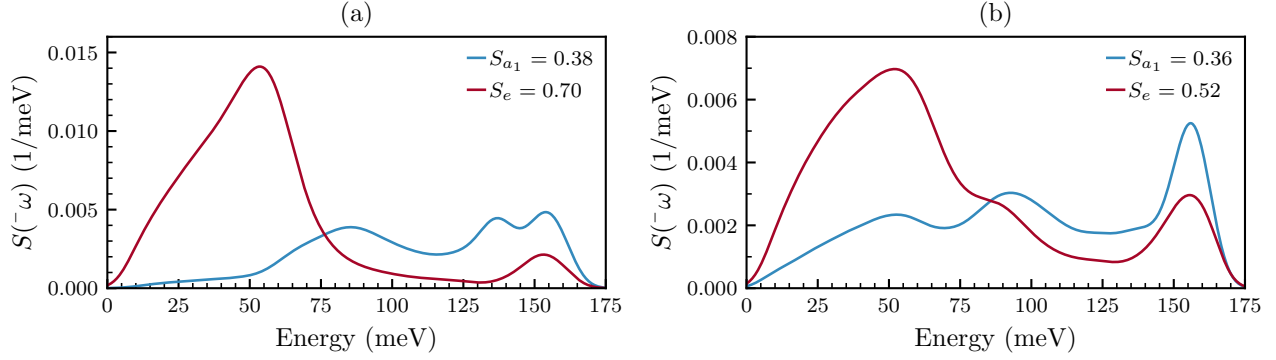 (a)
S(⁻ω) (1/meV)
0.015
0.010
0.005
0.000
S_{a_1} = 0.38
S_e = 0.70
0 25 50 75 100 125 150 175
Energy (meV)
(b)
S(⁻ω) (1/meV)
0.008
0.006
0.004
0.002
0.000
S_{a_1} = 0.36
S_e = 0.52
0 25 50 75 100 125 150 175
Energy (meV)